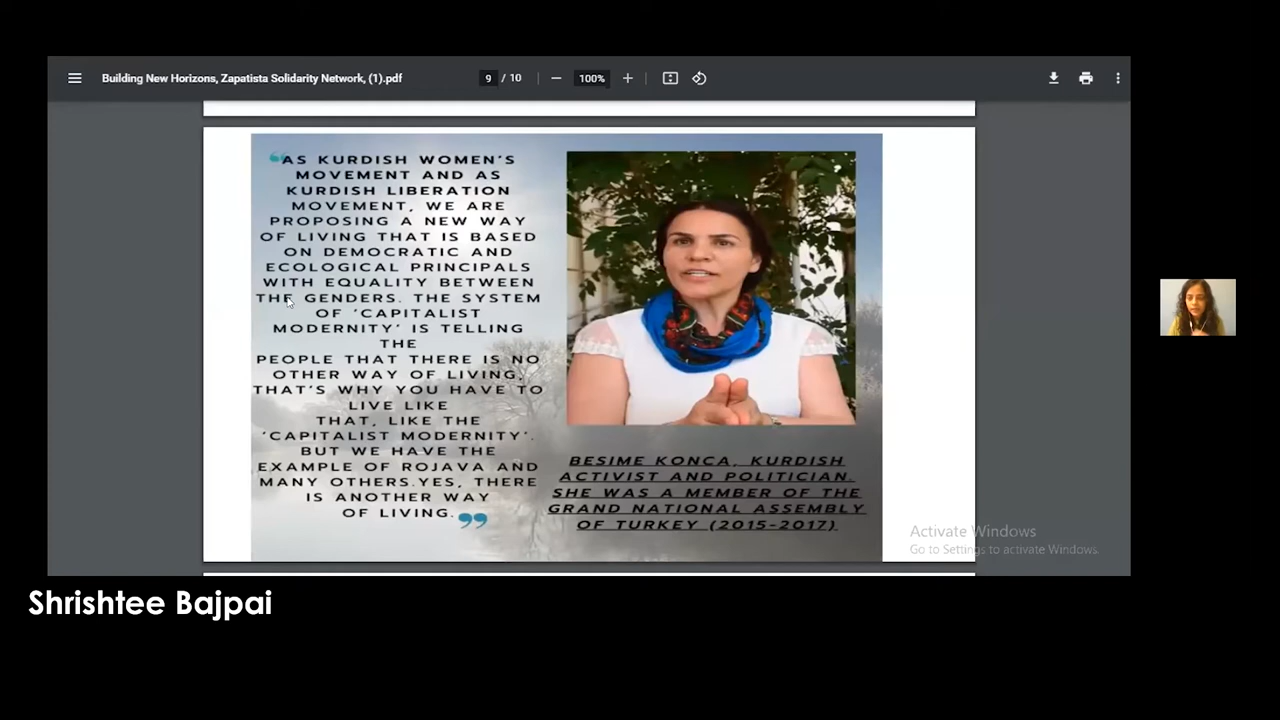 Building New Horizons, Zapatista Solidarity Network, (1).pdf
9 / 10
100%
“AS KURDISH WOMEN’S
MOVEMENT AND AS
KURDISH LIBERATION
MOVEMENT, WE ARE
PROPOSING A NEW WAY
OF LIVING THAT IS BASED
ON DEMOCRATIC AND
ECOLOGICAL PRINCIPALS
WITH EQUALITY BETWEEN
THE GENDERS. THE SYSTEM
OF ‘CAPITALIST
MODERNITY’ IS TELLING
THE
PEOPLE THAT THERE IS NO
OTHER WAY OF LIVING,
THAT’S WHY YOU HAVE TO
LIVE LIKE
THAT, LIKE THE
‘CAPITALIST MODERNITY’.
BUT WE HAVE THE
EXAMPLE OF ROJAVA AND
MANY OTHERS.YES, THERE
IS ANOTHER WAY
OF LIVING.”
BESIME KONCA, KURDISH
ACTIVIST AND POLITICIAN.
SHE WAS A MEMBER OF THE
GRAND NATIONAL ASSEMBLY
OF TURKEY (2015-2017)
Activate Windows
Go to Settings to activate Windows.
Shrishtee Bajpai